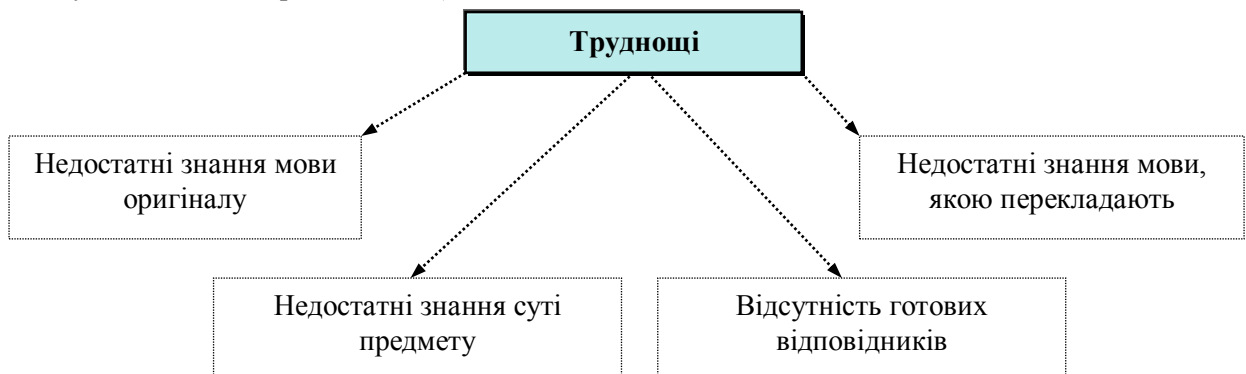 Труднощі
Недостатні знання мови
оригіналу
Недостатні знання мови,
якою перекладають
Недостатні знання суті
предмету
Відсутність готових
відповідників